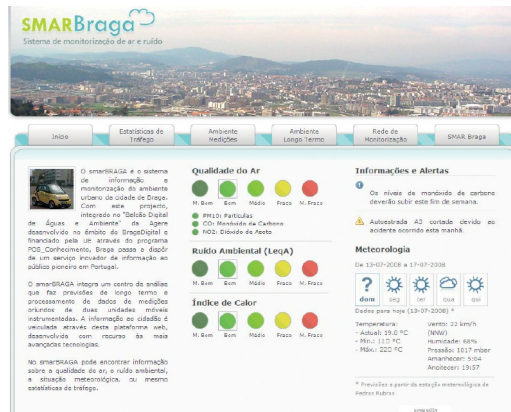 SMARBraga
Sistema de monitorização de ar e ruído
Início
Estatísticas de
Tráfego
Ambiente
Medições
Ambiente
Longo Termo
Rede de
Monitorização
SMAR Braga
O smarBRAGA é o sistema
de informação e
monitorização do ambiente
urbano da cidade de Braga.
Com este projecto,
integrado no "Balcão Digital
de Águas e Ambiente" da Agere
desenvolvido no âmbito do BragaDigital e
financiado pela UE através do programa
POS_Conhecimento, Braga passa a dispôr
de um serviço inovador de informação ao
público pioneiro em Portugal.
O smarBRAGA integra um centro de análise
que faz previsões de longo termo e
processamento de dados de medições
oriundos de duas unidades móveis
instrumentadas. A informação ao cidadão é
veiculada através desta plataforma web,
desenvolvida com recurso às mais
avançadas tecnologias.
No smarBRAGA pode encontrar informação
sobre a qualidade do ar, o ruído ambiental,
a situação meteorológica, ou mesmo
estatísticas de tráfego.
Qualidade do Ar
M. Bom Bom Médio Fraco M. Fraco
PM10: Partículas
CO: Monóxido de Carbono
NO2: Dióxido de Azoto
Ruído Ambiental (LeqA)
M. Bom Bom Médio Fraco M. Fraco
Índice de Calor
M. Bom Bom Médio Fraco M. Fraco
Informações e Alertas
Os níveis de monóxido de carbono
deverão subir este fim de semana.
Autoestrada A3 cortada devido ao
acidente ocorrido esta manhã.
Meteorologia
De 13-07-2008 a 17-07-2008
?
dom seg ter qua qui
Dados para hoje (13-07-2008) *
Temperatura:
- Actual: 19.0 ºC
- Mín.: 110 ºC
- Máx.: 220 ºC
Vento: 22 km/h
(NNW)
Humidade: 68%
Pressão: 1017 mbar
Amanhecer: 5:04
Anoitecer: 19:57
* Previsões a partir da estação meteorológica de
Pedras Rubras